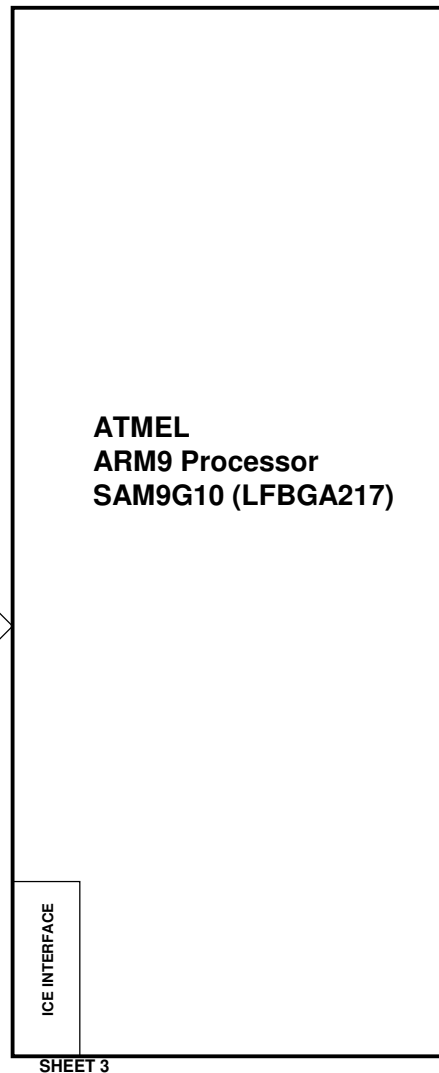 ATMEL
ARM9 Processor
SAM9G10 (LFBGA217)
ICE INTERFACE
SHEET 3